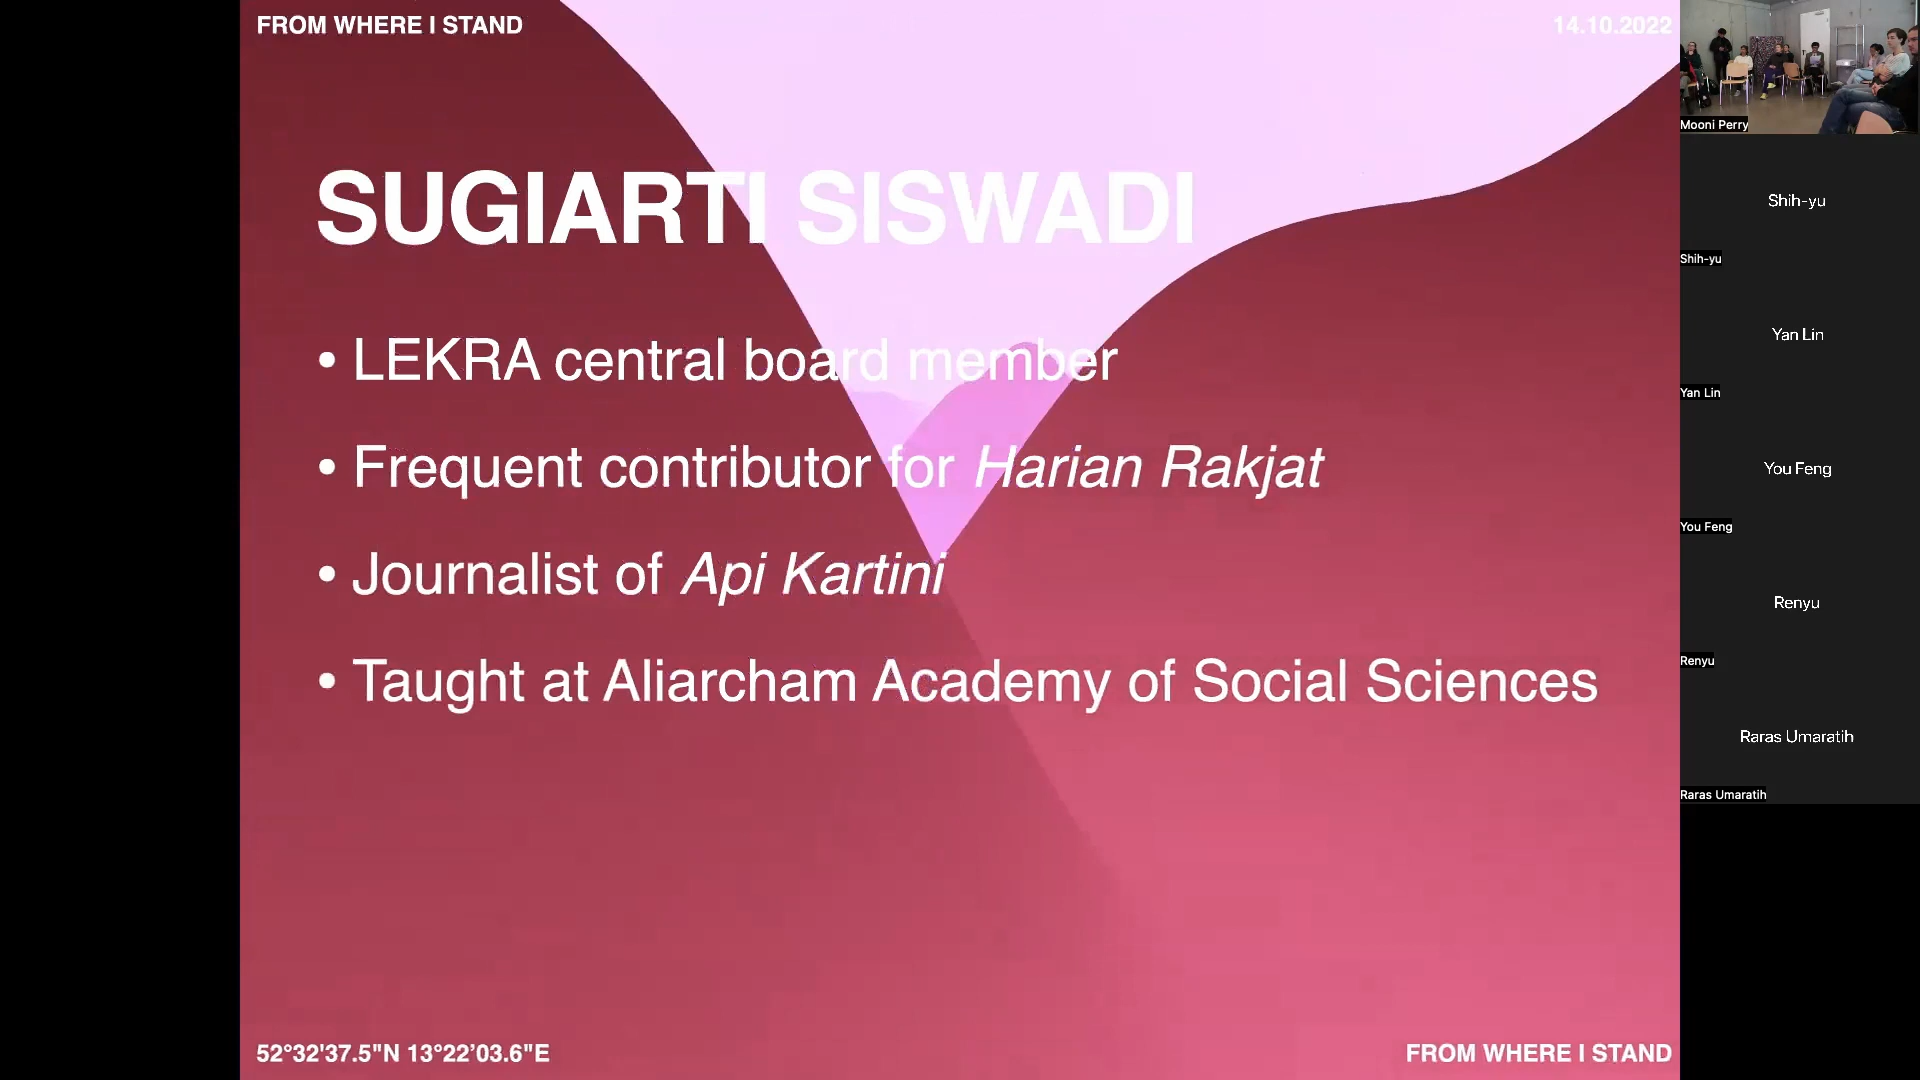 FROM WHERE I STAND
14.10.2022
SUGIARTI SISWADI
• LEKRA central board member
• Frequent contributor for Harian Rakjat
• Journalist of Api Kartini
• Taught at Aliarcham Academy of Social Sciences
52°32'37.5"N 13°22’03.6"E
FROM WHERE I STAND
Mooni Perry
Shih-yu
Shih-yu
Yan Lin
Yan Lin
You Feng
You Feng
Renyu
Renyu
Raras Umaratih
Raras Umaratih